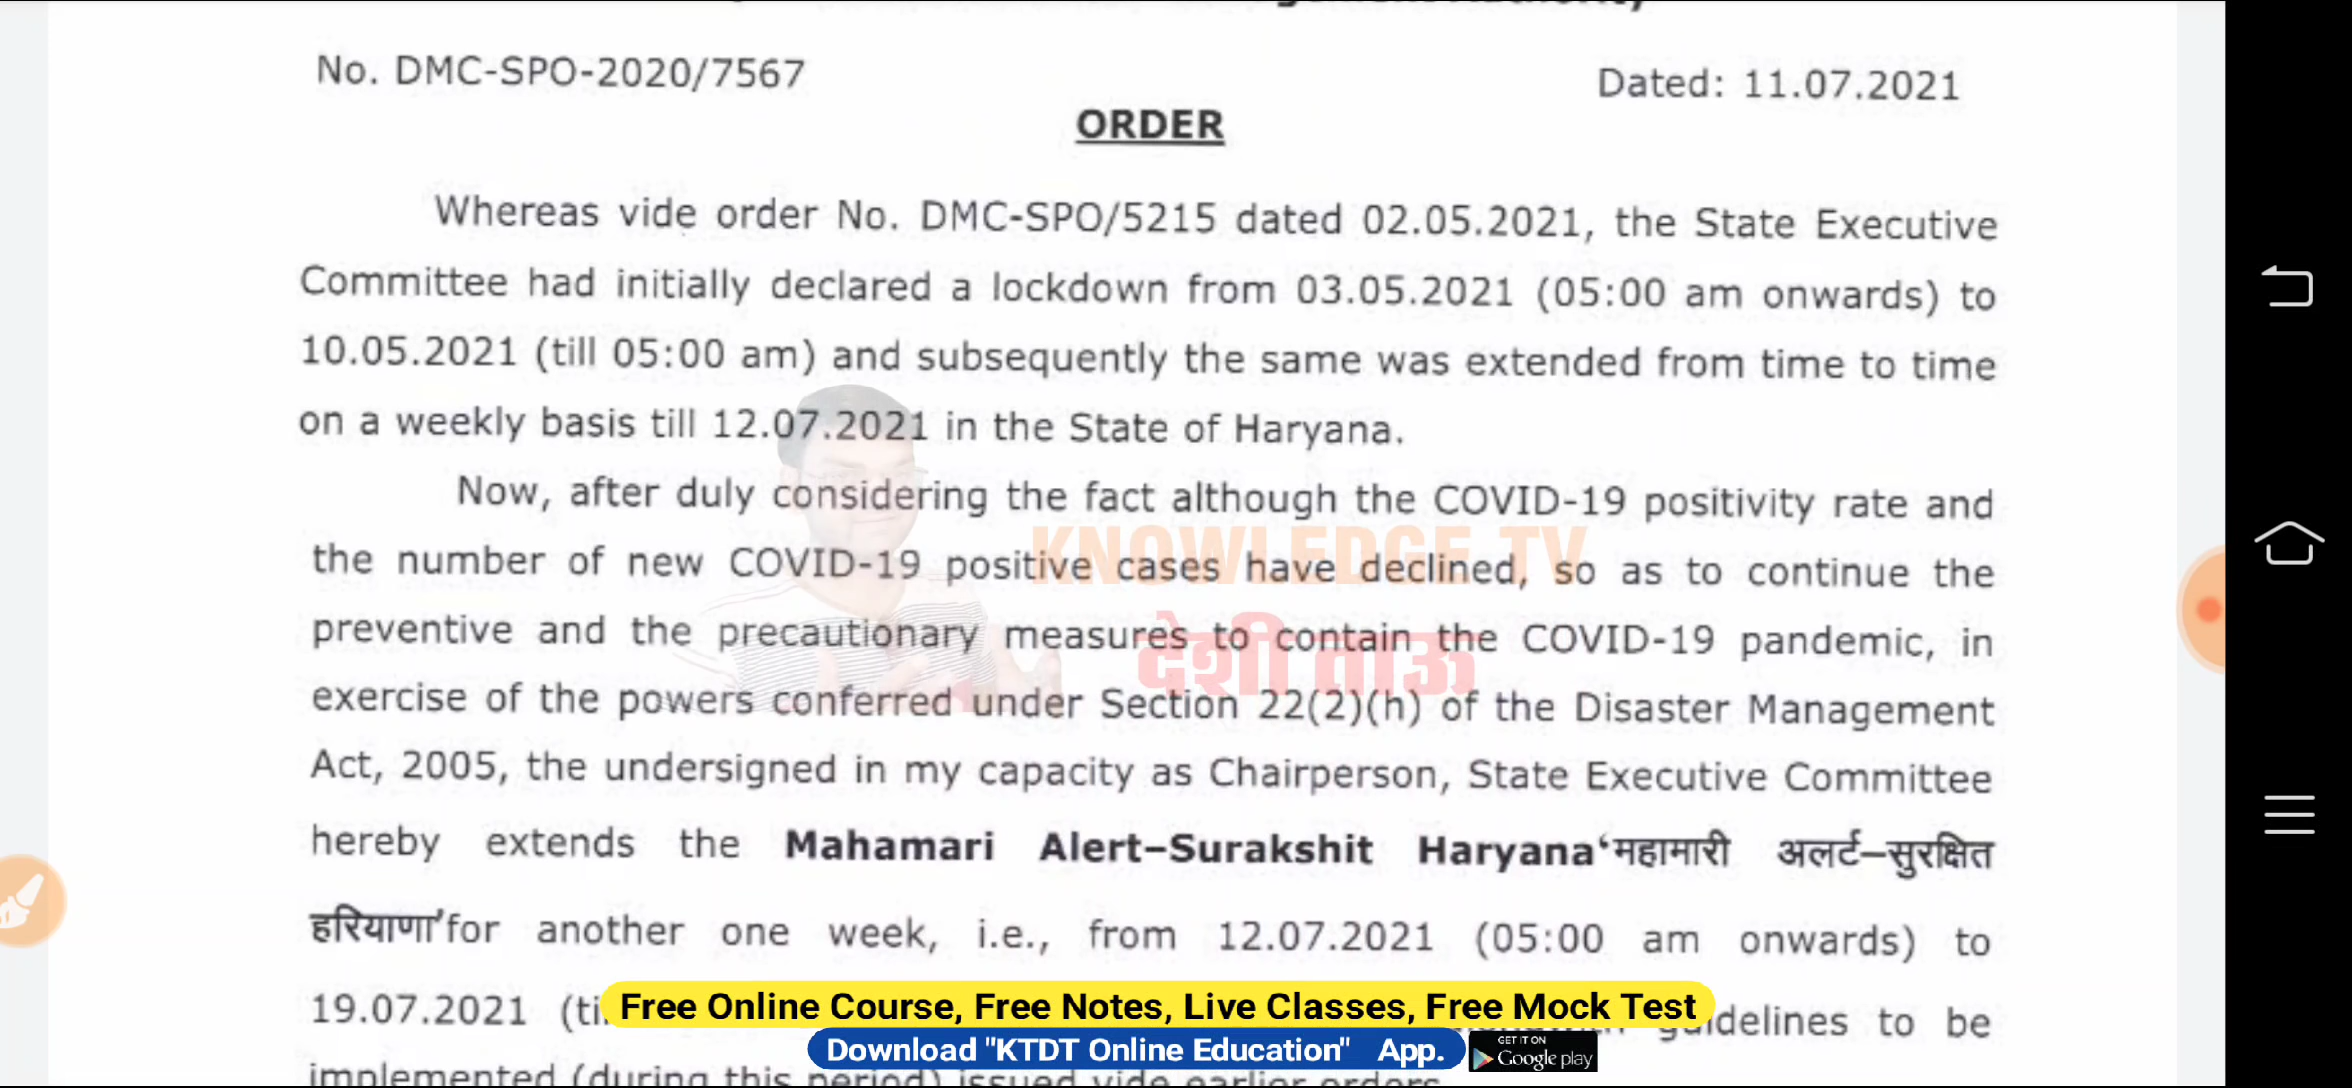 No. DMC-SPO-2020/7567
Dated: 11.07.2021
ORDER
Whereas vide order No. DMC-SPO/5215 dated 02.05.2021, the State Executive
Committee had initially declared a lockdown from 03.05.2021 (05:00 am onwards) to
10.05.2021 (till 05:00 am) and subsequently the same was extended from time to time
on a weekly basis till 12.07.2021 in the State of Haryana.
Now, after duly considering the fact although the COVID-19 positivity rate and
KNOWLEDGE TV
the number of new COVID-19 positive cases have declined, so as to continue the
preventive and the precautionary measures to contain the COVID-19 pandemic, in
देशी ताऊ
exercise of the powers conferred under Section 22(2)(h) of the Disaster Management
Act, 2005, the undersigned in my capacity as Chairperson, State Executive Committee
hereby extends the Mahamari Alert–Surakshit Haryana‘महामारी अलर्ट–सुरक्षित
हरियाणा’for another one week, i.e., from 12.07.2021 (05:00 am onwards) to
19.07.2021 guidelines to be
Free Online Course, Free Notes, Live Classes, Free Mock Test
Download "KTDT Online Education" App.
GET IT ON
Google play
implemented (during this period) issued vide earlier orders